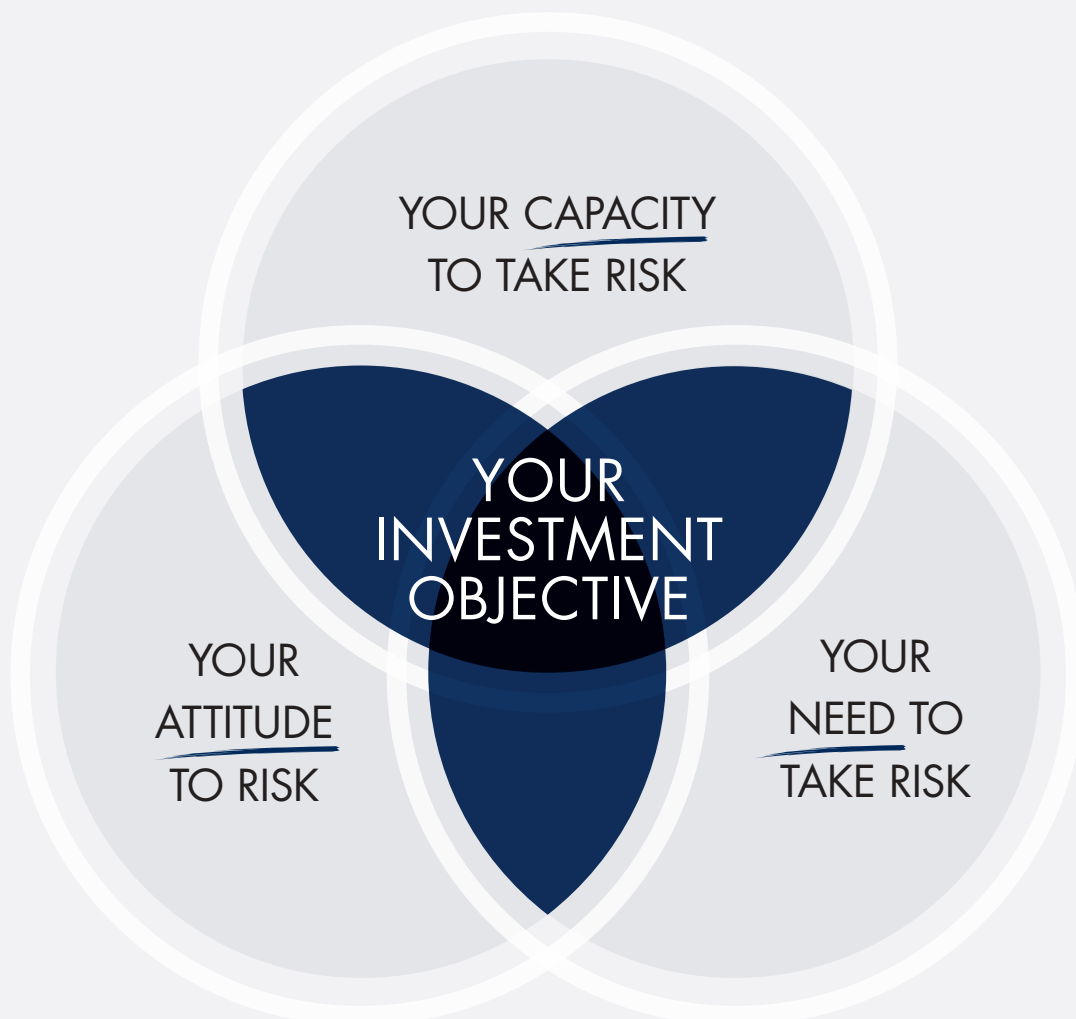 YOUR CAPACITY
TO TAKE RISK
YOUR
INVESTMENT
OBJECTIVE
YOUR
ATTITUDE
TO RISK
YOUR
NEED TO
TAKE RISK